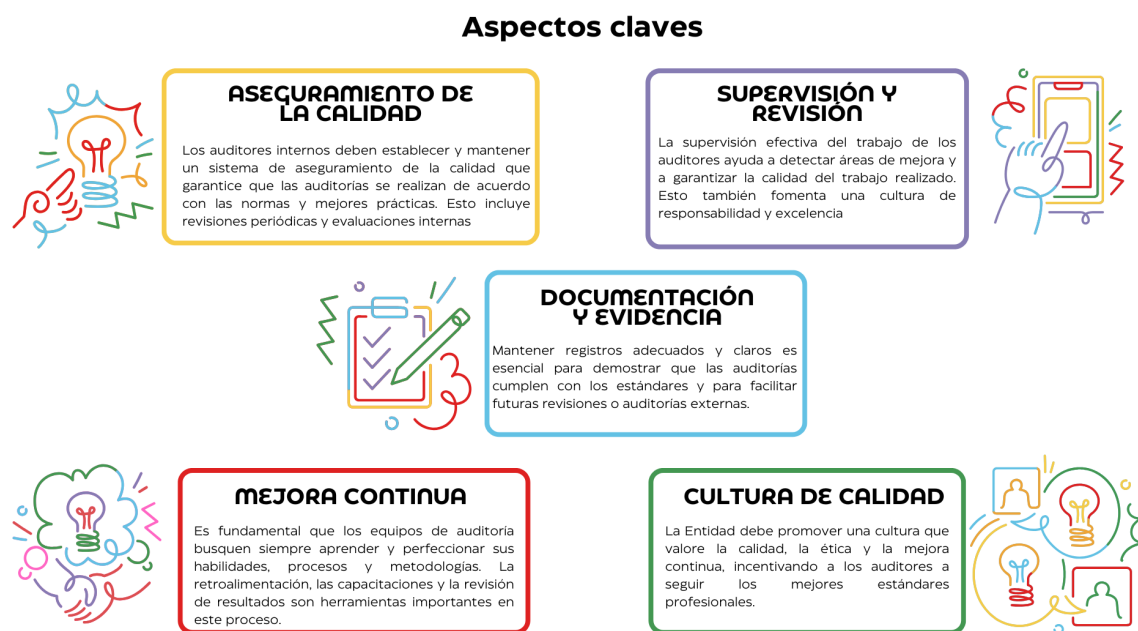 Aspectos claves
ASEGURAMIENTO DE
LA CALIDAD
Los auditores internos deben establecer y mantener
un sistema de aseguramiento de la calidad que
garantice que las auditorías se realizan de acuerdo
con las normas y mejores prácticas. Esto incluye
revisiones periódicas y evaluaciones internas
SUPERVISIÓN Y
REVISIÓN
La supervisión efectiva del trabajo de los
auditores ayuda a detectar áreas de mejora y
a garantizar la calidad del trabajo realizado.
Esto también fomenta una cultura de
responsabilidad y excelencia
DOCUMENTACIÓN
Y EVIDENCIA
Mantener registros adecuados y claros es
esencial para demostrar que las auditorías
cumplen con los estándares y para facilitar
futuras revisiones o auditorías externas.
MEJORA CONTINUA
Es fundamental que los equipos de auditoría
busquen siempre aprender y perfeccionar sus
habilidades, procesos y metodologías. La
retroalimentación, las capacitaciones y la revisión
de resultados son herramientas importantes en
este proceso.
CULTURA DE CALIDAD
La Entidad debe promover una cultura que
valore la calidad, la ética y la mejora
continua, incentivando a los auditores a
seguir los mejores estándares
profesionales.